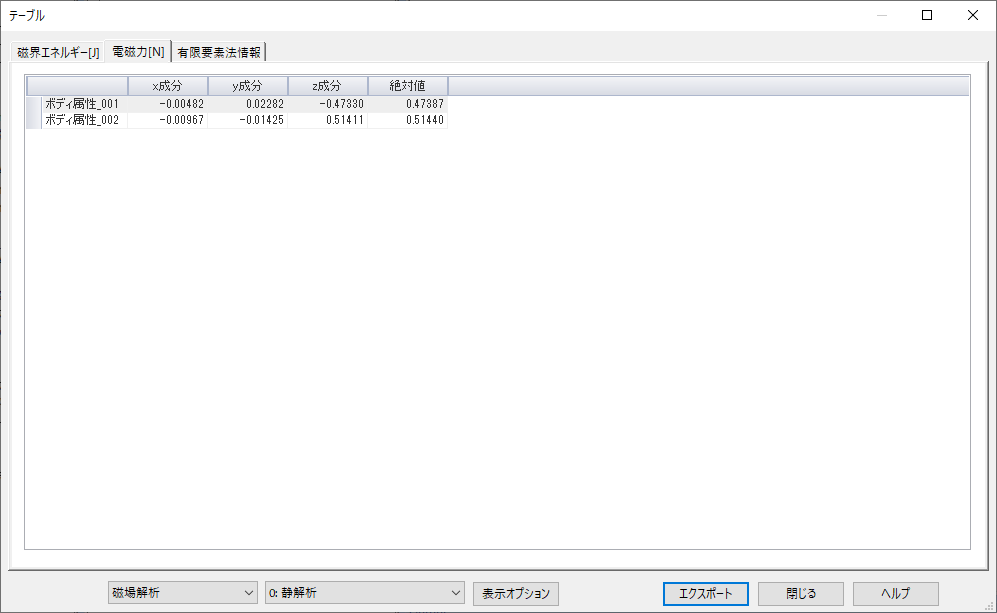 テーブル
磁界エネルギー[J] 電磁力[N] 有限要素法情報
x成分 y成分 z成分 絶対値
ボディ属性_001 -0.00482 0.02282 -0.47330 0.47387
ボディ属性_002 -0.00967 -0.01425 0.51411 0.51440
磁場解析 0: 静解析 表示オプション エクスポート 閉じる ヘルプ